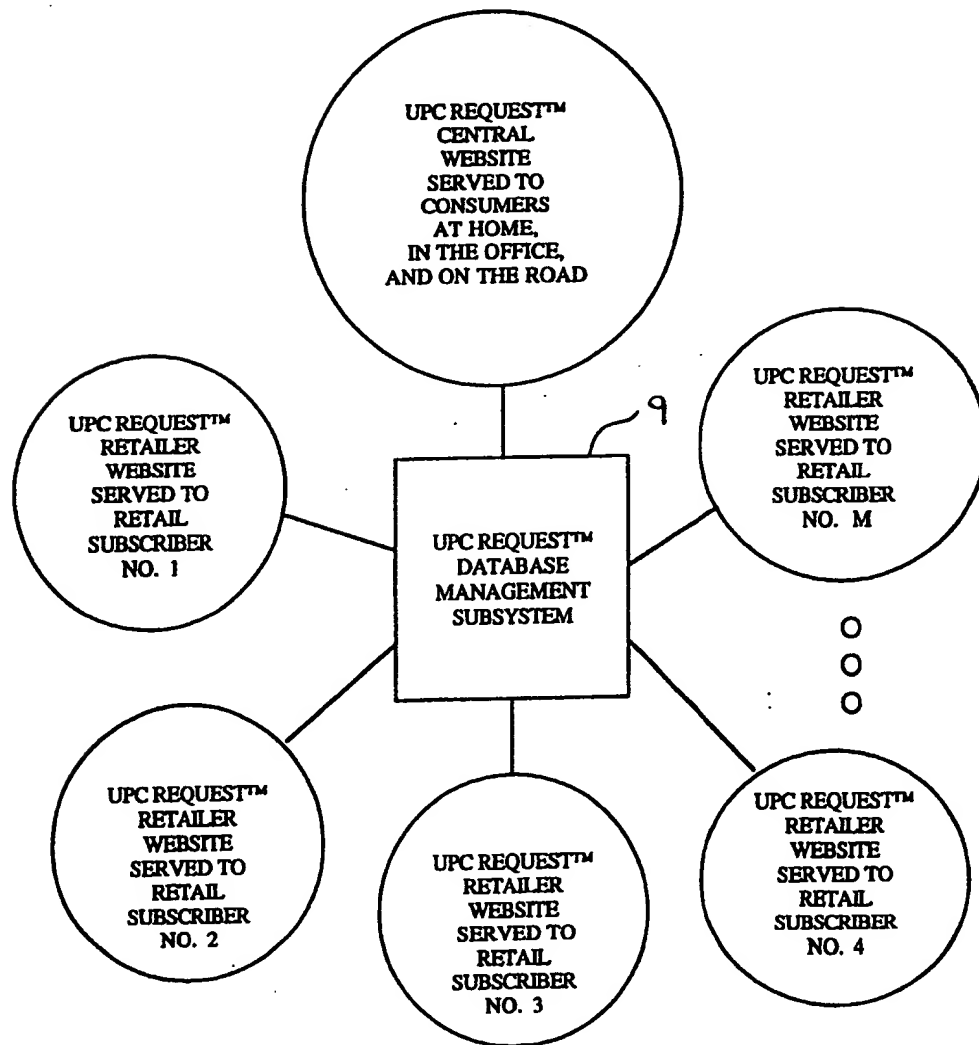 UPC REQUEST™
CENTRAL
WEBSITE
SERVED TO
CONSUMERS
AT HOME,
IN THE OFFICE,
AND ON THE ROAD
UPC REQUEST™
RETAILER
WEBSITE
SERVED TO
RETAIL
SUBSCRIBER
NO. 1
9
UPC REQUEST™
DATABASE
MANAGEMENT
SUBSYSTEM
UPC REQUEST™
RETAILER
WEBSITE
SERVED TO
RETAIL
SUBSCRIBER
NO. M
UPC REQUEST™
RETAILER
WEBSITE
SERVED TO
RETAIL
SUBSCRIBER
NO. 2
UPC REQUEST™
RETAILER
WEBSITE
SERVED TO
RETAIL
SUBSCRIBER
NO. 3
UPC REQUEST™
RETAILER
WEBSITE
SERVED TO
RETAIL
SUBSCRIBER
NO. 4